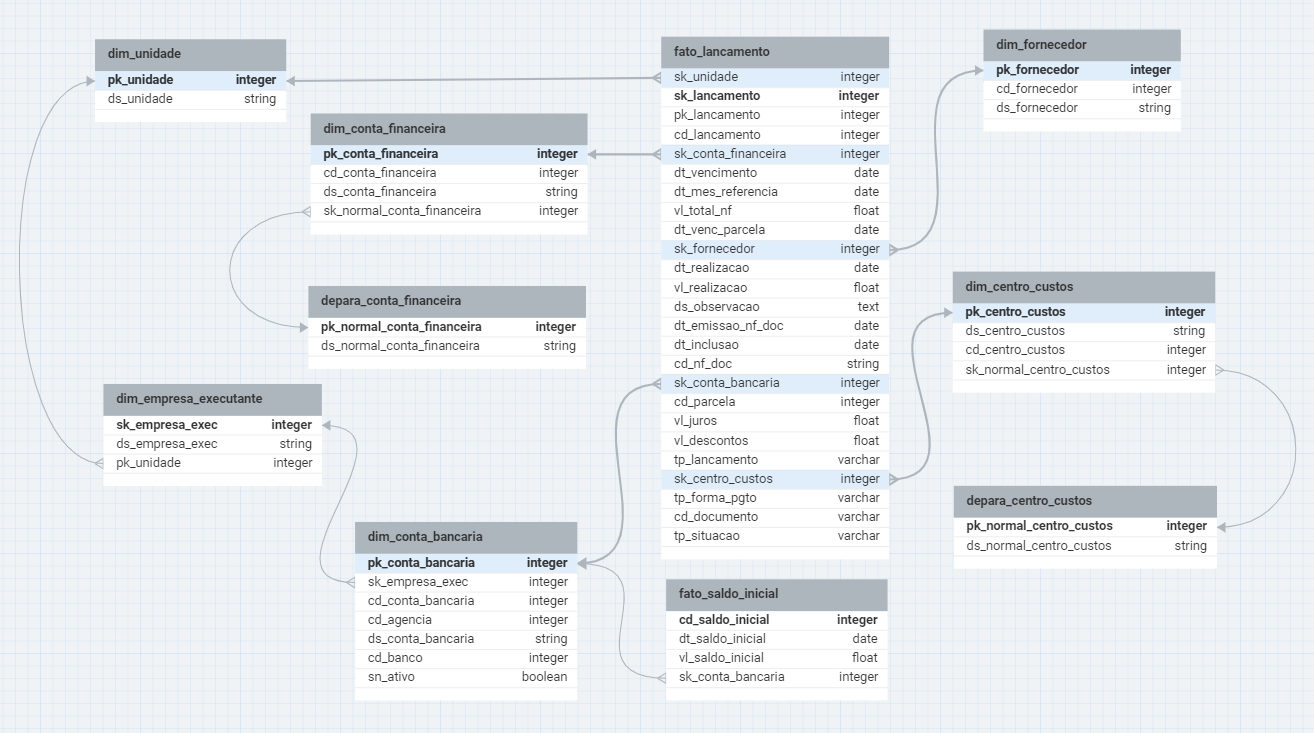 dim_unidade
pk_unidade integer
ds_unidade string
dim_conta_financeira
pk_conta_financeira integer
cd_conta_financeira integer
ds_conta_financeira string
sk_normal_conta_financeira integer
depara_conta_financeira
pk_normal_conta_financeira integer
ds_normal_conta_financeira string
dim_empresa_executante
sk_empresa_exec integer
ds_empresa_exec string
pk_unidade integer
dim_conta_bancaria
pk_conta_bancaria integer
sk_empresa_exec integer
cd_conta_bancaria integer
cd_agencia integer
ds_conta_bancaria string
cd_banco integer
sn_ativo boolean
fato_lancamento
sk_unidade integer
sk_lancamento integer
pk_lancamento integer
cd_lancamento integer
sk_conta_financeira integer
dt_vencimento date
dt_mes_referencia date
vl_total_nf float
dt_venc_parcela date
sk_fornecedor integer
dt_realizacao date
vl_realizacao float
ds_observacao text
dt_emissao_nf_doc date
dt_inclusao date
cd_nf_doc string
sk_conta_bancaria integer
cd_parcela integer
vl_juros float
vl_descontos float
tp_lancamento varchar
sk_centro_custos integer
tp_forma_pgto varchar
cd_documento varchar
tp_situacao varchar
fato_saldo_inicial
cd_saldo_inicial integer
dt_saldo_inicial date
vl_saldo_inicial float
sk_conta_bancaria integer
dim_fornecedor
pk_fornecedor integer
cd_fornecedor integer
ds_fornecedor string
dim_centro_custos
pk_centro_custos integer
ds_centro_custos string
cd_centro_custos integer
sk_normal_centro_custos integer
depara_centro_custos
pk_normal_centro_custos integer
ds_normal_centro_custos string